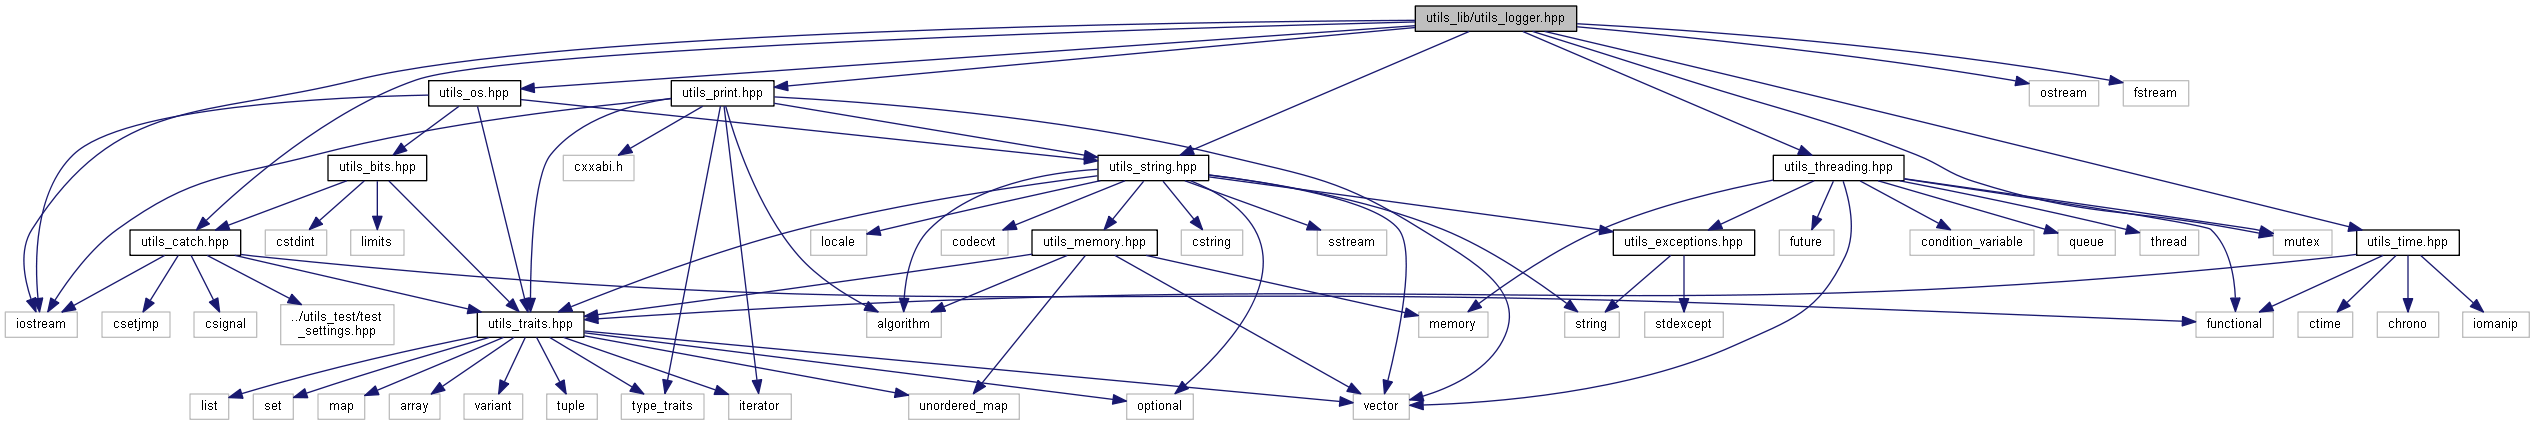 utils_lib/utils_logger.hpp
utils_os.hpp
utils_print.hpp
ostream
fstream
utils_bits.hpp
cxxabi.h
utils_string.hpp
utils_threading.hpp
utils_catch.hpp
cstdint
limits
locale
codecvt
utils_memory.hpp
cstring
sstream
utils_exceptions.hpp
future
condition_variable
queue
thread
mutex
utils_time.hpp
iostream
csetjmp
csignal
../utils_test/test
_settings.hpp
utils_traits.hpp
algorithm
memory
string
stdexcept
functional
ctime
chrono
iomanip
list
set
map
array
variant
tuple
type_traits
iterator
unordered_map
optional
vector